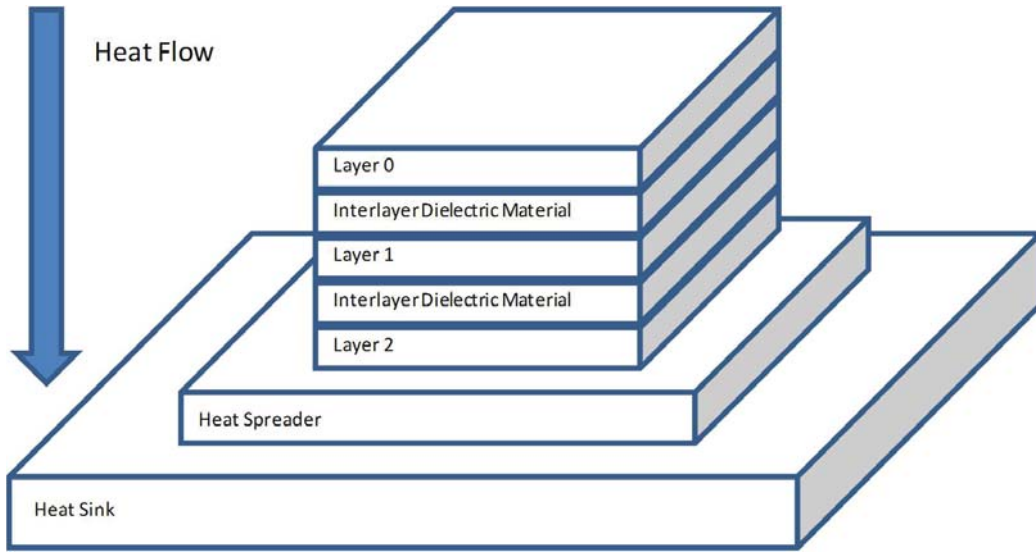 Heat Flow
Layer 0
Interlayer Dielectric Material
Layer 1
Interlayer Dielectric Material
Layer 2
Heat Spreader
Heat Sink